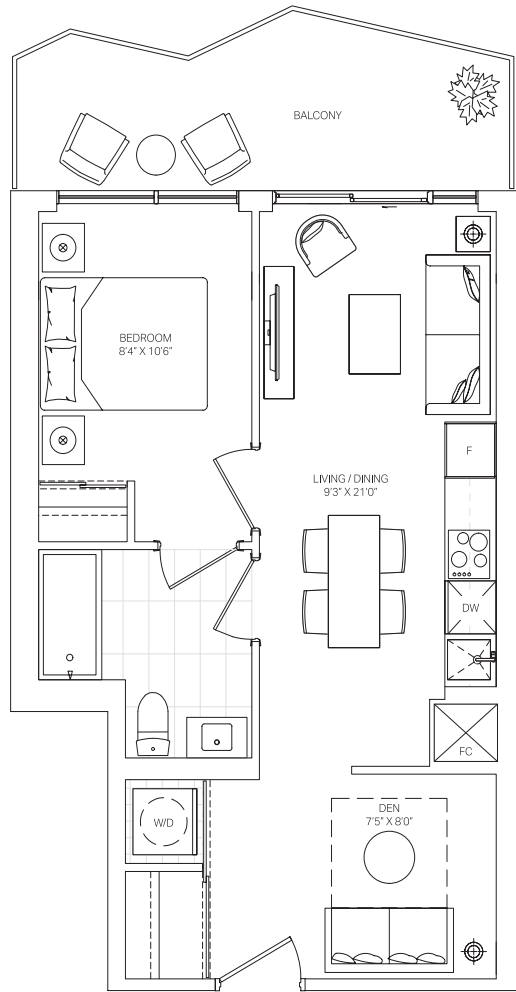 BALCONY
BEDROOM
8'4" X 10'6"
F
LIVING / DINING
9'3" X 21'0"
DW
FC
DEN
7'5" X 8'0"
W/D